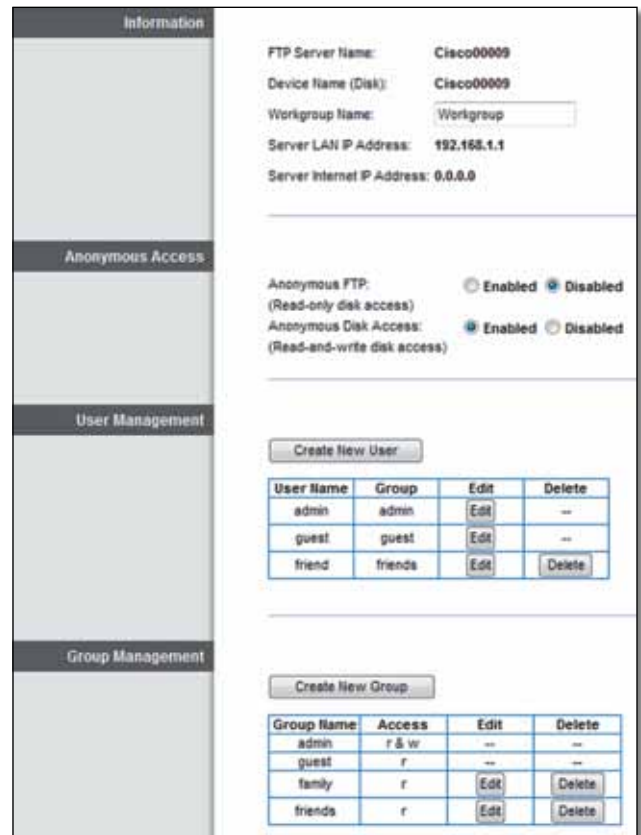 Information
FTP Server Name: Cisco00009
Device Name (Disk): Cisco00009
Workgroup Name: Workgroup
Server LAN IP Address: 192.168.1.1
Server Internet IP Address: 0.0.0.0
Anonymous Access
Anonymous FTP: Enabled Disabled
(Read-only disk access)
Anonymous Disk Access: Enabled Disabled
(Read-and-write disk access)
User Management
Create New User
User Name Group Edit Delete
admin admin Edit --
guest guest Edit --
friend friends Edit Delete
Group Management
Create New Group
Group Name Access Edit Delete
admin r & w -- --
guest r -- --
family r Edit Delete
friends r Edit Delete